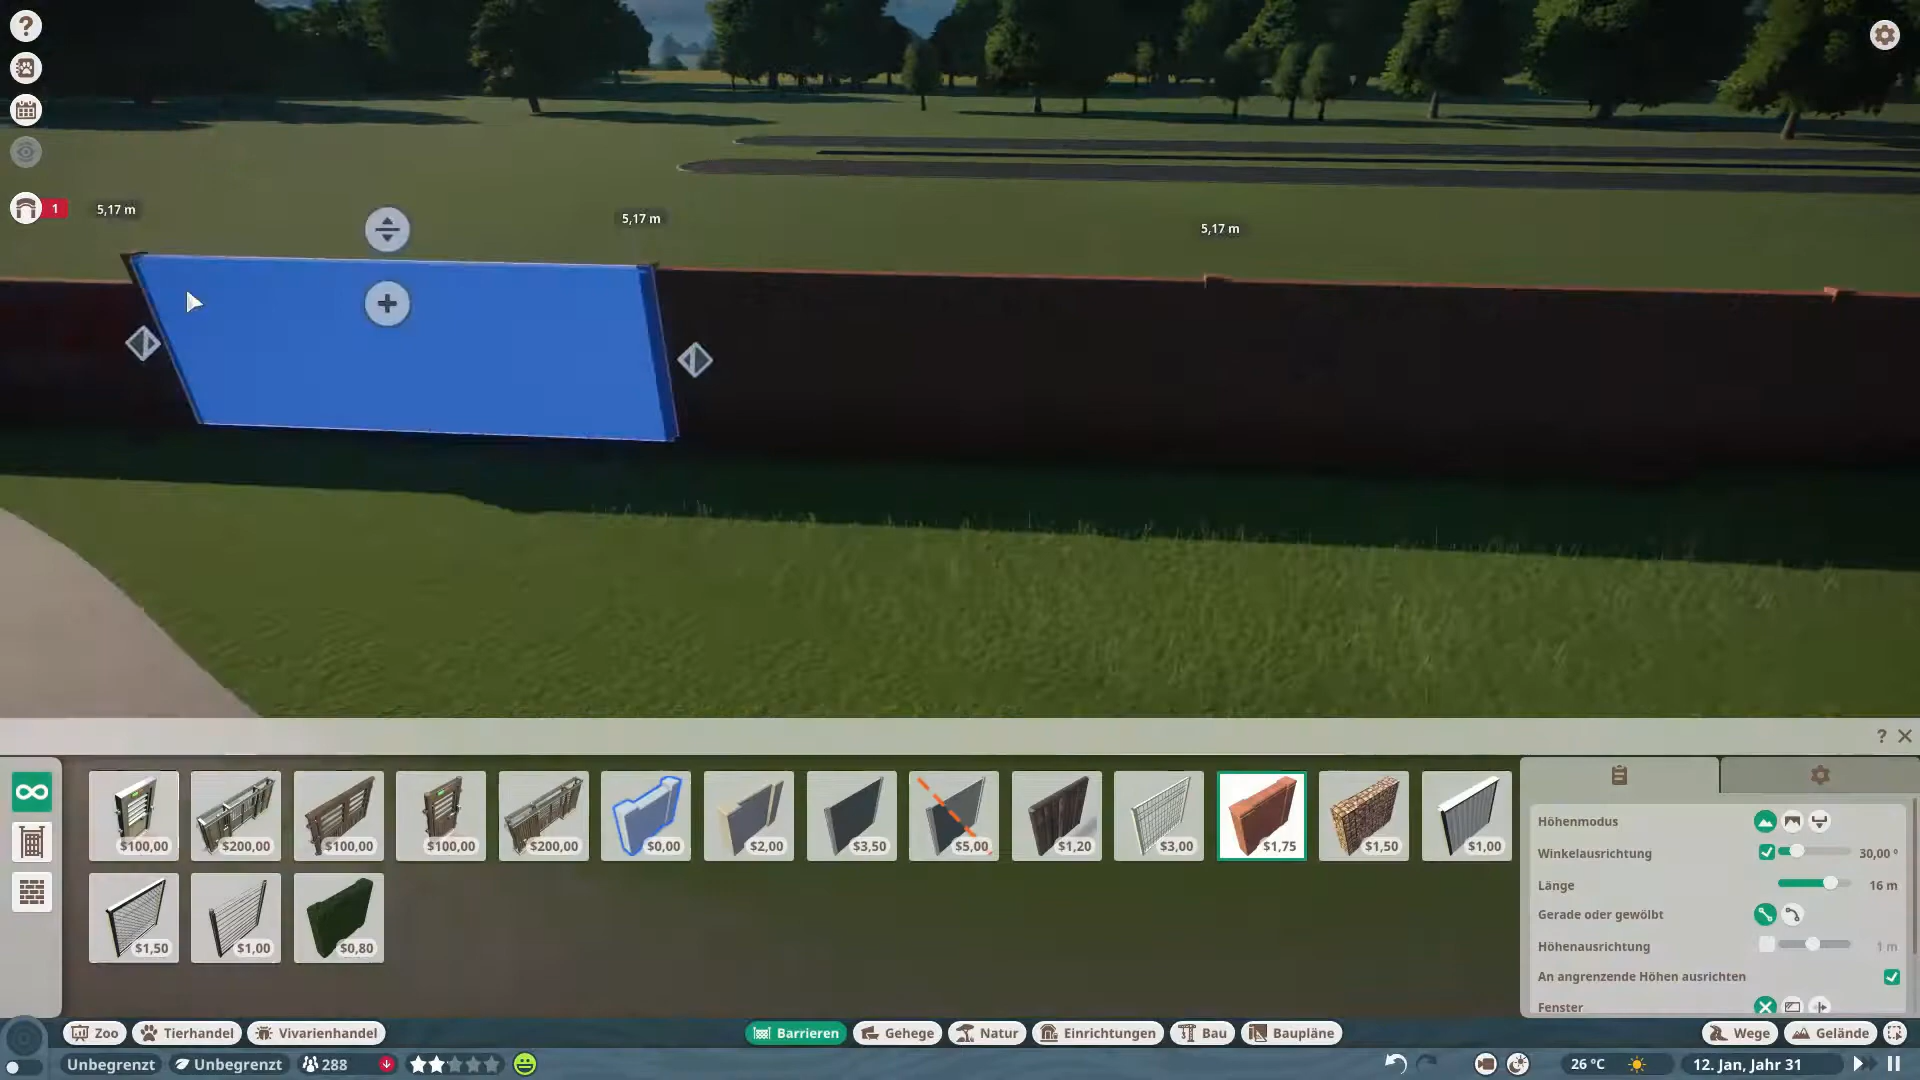 ?
1
5,17 m
5,17 m
5,17 m
?
$100,00
$200,00
$100,00
$100,00
$200,00
$0,00
$2,00
$3,50
$5,00
$1,20
$3,00
$1,75
$1,50
$1,00
$1,50
$1,00
$0,80
Höhenmodus
Winkelausrichtung
30,00 °
Länge
16 m
Gerade oder gewölbt
Höhenausrichtung
1 m
An angrenzende Höhen ausrichten
Fenster
Zoo
Tierhandel
Vivarienhandel
Barrieren
Gehege
Natur
Einrichtungen
Bau
Baupläne
Wege
Gelände
Unbegrenzt
Unbegrenzt
288
26 °C
12. Jan, Jahr 31